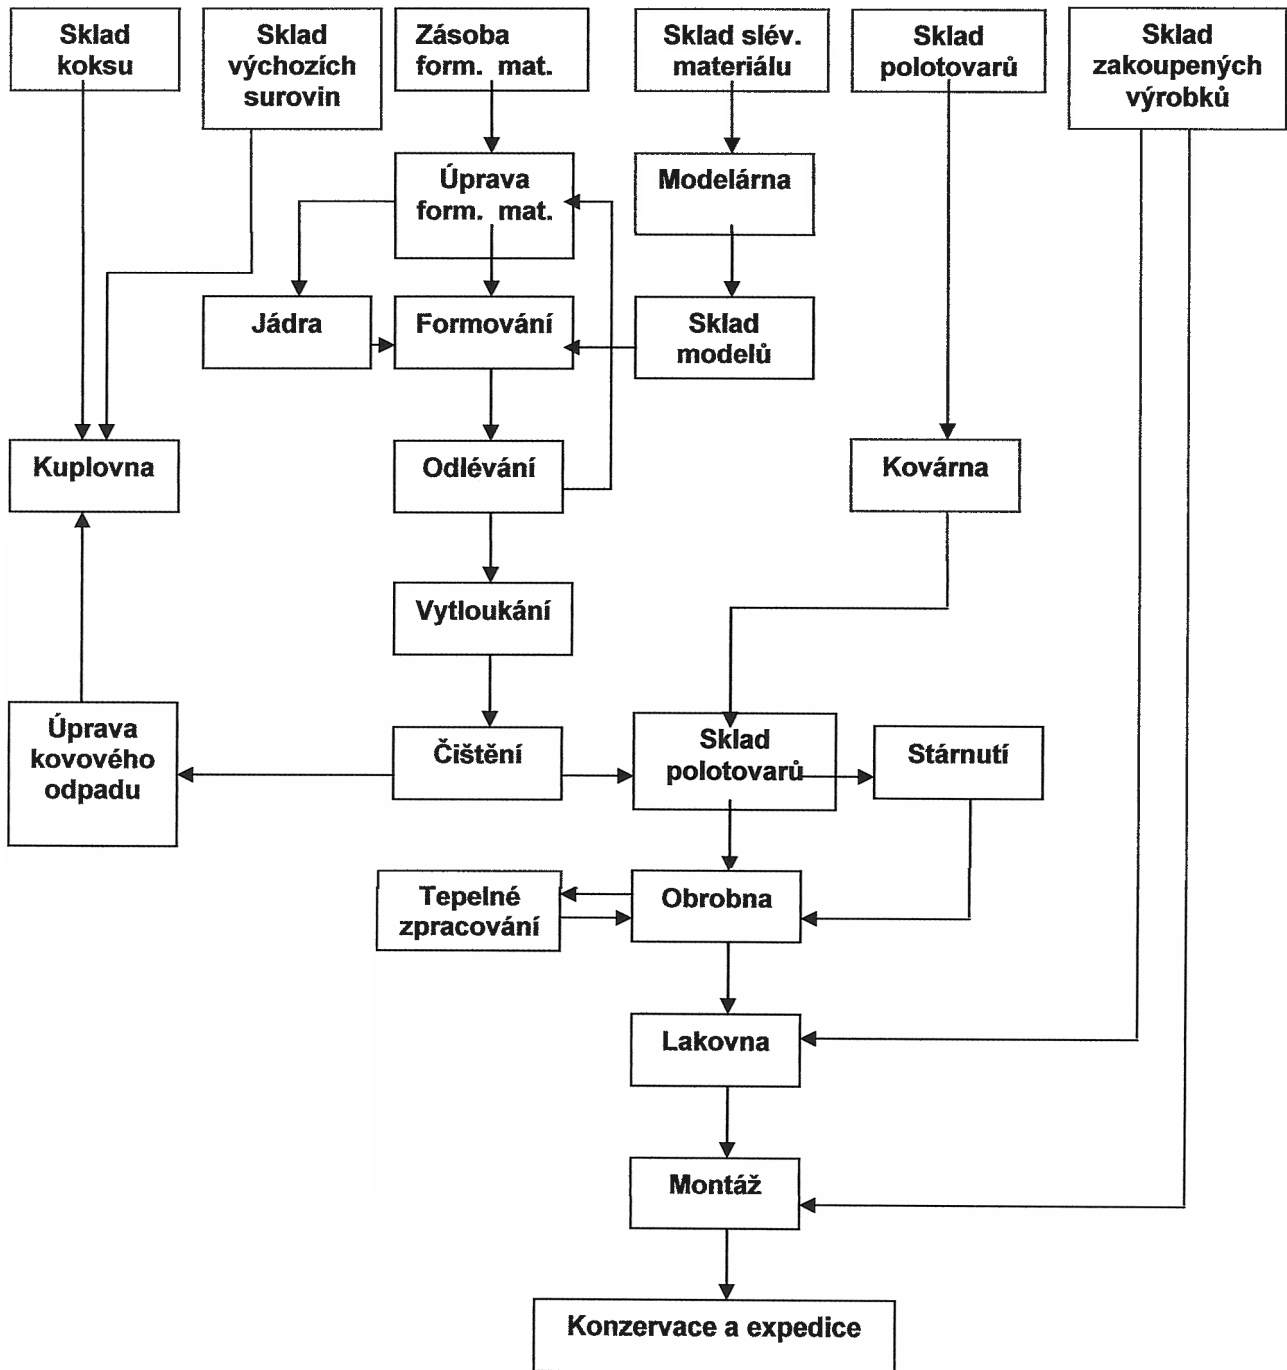 Sklad
koksu
Sklad
výchozích
surovin
Zásoba
form. mat.
Sklad slév.
materiálu
Sklad
polotovarů
Sklad
zakoupených
výrobků
Úprava
form. mat.
Modelárna
Jádra
Formování
Sklad
modelů
Kuplovna
Odlévání
Kovárna
Vytloukání
Úprava
kovového
odpadu
Čištění
Sklad
polotovarů
Stárnutí
Tepelné
zpracování
Obrobna
Lakovna
Montáž
Konzervace a expedice